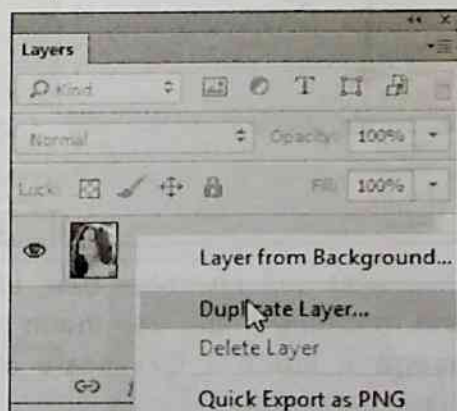 Layers
Kind
T
Normal Opacity: 100%
Lock: Fill: 100%
Layer from Background...
Duplicate Layer...
Delete Layer
Quick Export as PNG